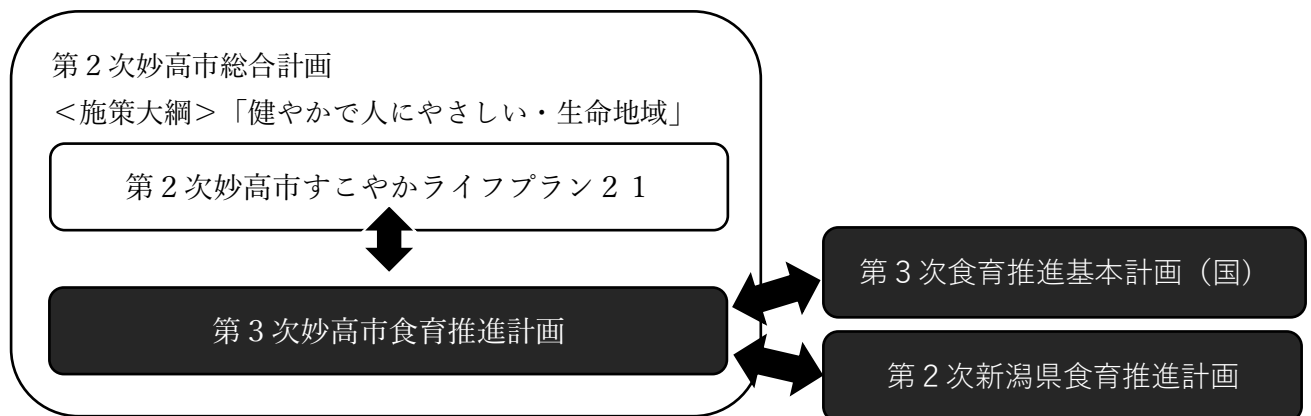 第２次妙高市総合計画
＜施策大綱＞「健やかで人にやさしい・生命地域」
第２次妙高市すこやかライフプラン２１
第３次食育推進基本計画（国）
第３次妙高市食育推進計画
第２次新潟県食育推進計画